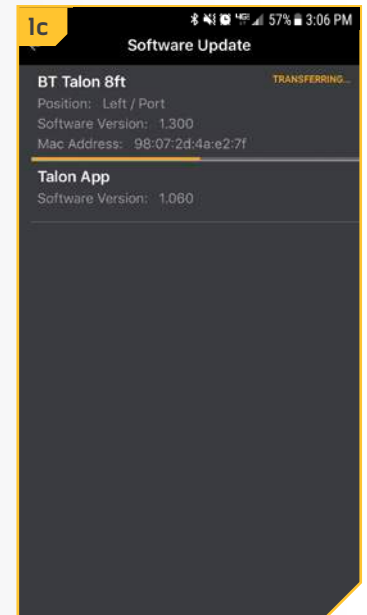 1c
4GE 57% 3:06 PM
Software Update
BT Talon 8ft TRANSFERRING...
Position: Left / Port
Software Version: 1.300
Mac Address: 98:07:2d:4a:e2:7f
Talon App
Software Version: 1.060